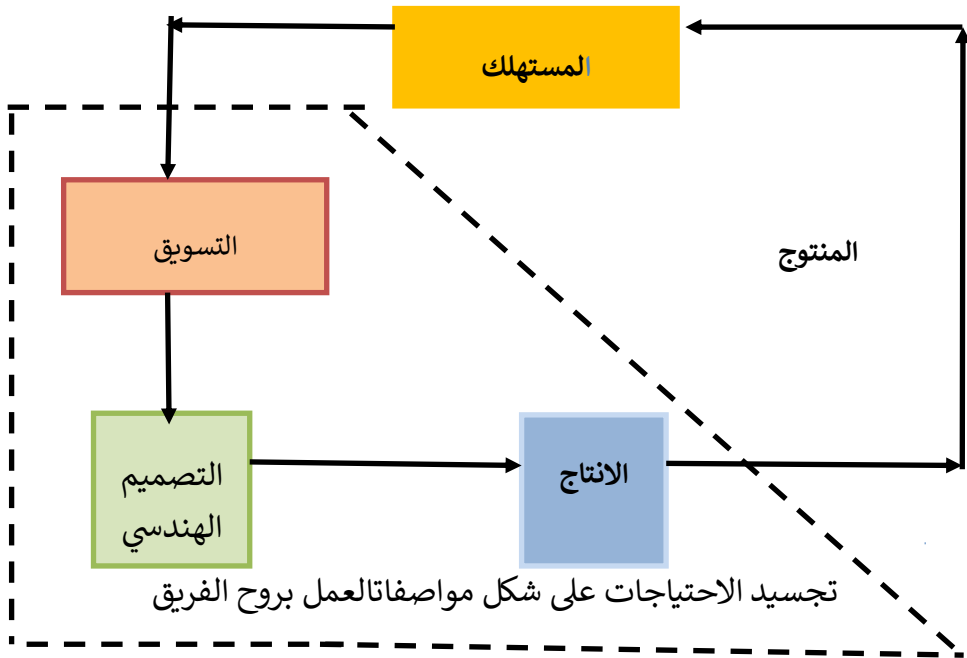 المستهلك
التسويق
المنتوج
التصميم
الهندسي
الانتاج
تجسيد الاحتياجات على شكل مواصفاتالعمل بروح الفريق